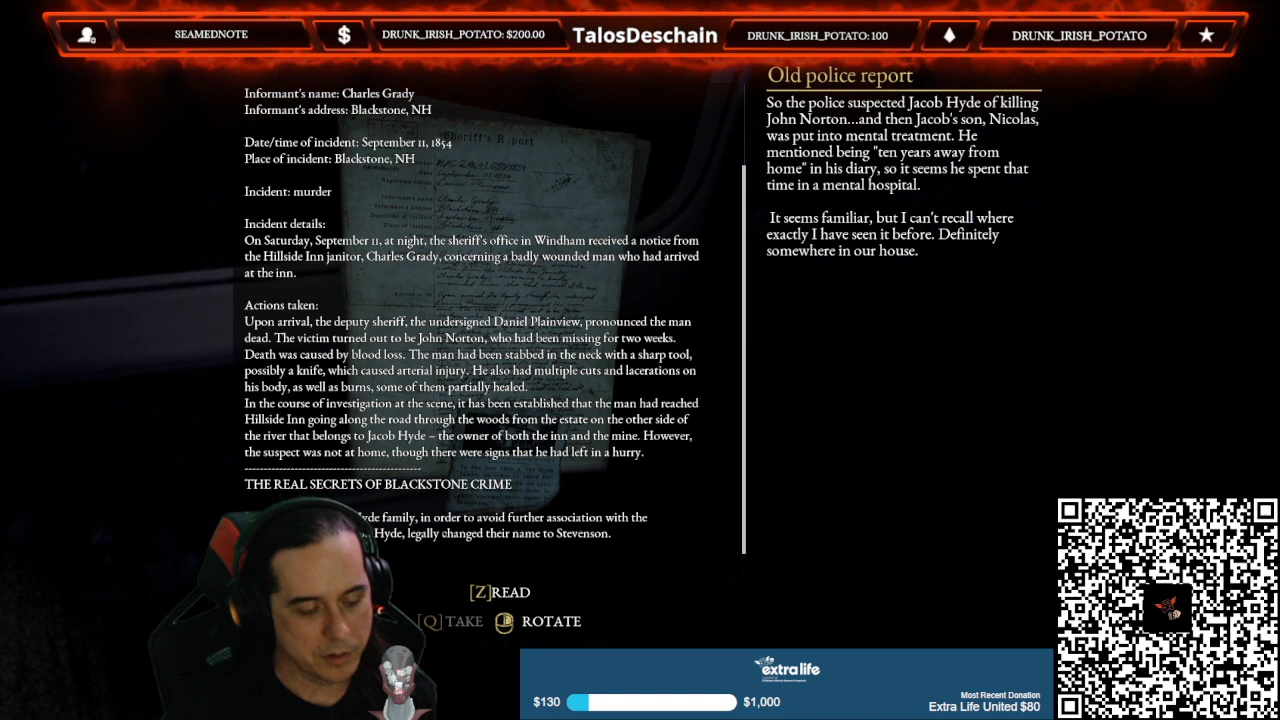 SEAMEDNOTE
$
DRUNK_IRISH_POTATO: $200.00
TalosDeschain
DRUNK_IRISH_POTATO: 100
DRUNK_IRISH_POTATO
Informant's name: Charles Grady
Informant's address: Blackstone, NH
Date/time of incident: September 11, 1854
Place of incident: Blackstone, NH
Incident: murder
Incident details:
On Saturday, September 11, at night, the sheriff's office in Windham received a notice from
the Hillside Inn janitor, Charles Grady, concerning a badly wounded man who had arrived
at the inn.
Actions taken:
Upon arrival, the deputy sheriff, the undersigned Daniel Plainview, pronounced the man
dead. The victim turned out to be John Norton, who had been missing for two weeks.
Death was caused by blood loss. The man had been stabbed in the neck with a sharp tool,
possibly a knife, which caused arterial injury. He also had multiple cuts and lacerations on
his body, as well as burns, some of them partially healed.
In the course of investigation at the scene, it has been established that the man had reached
Hillside Inn going along the road through the woods from the estate on the other side of
the river that belongs to Jacob Hyde – the owner of both the inn and the mine. However,
the suspect was not at home, though there were signs that he had left in a hurry.
--------------------------------------------
THE REAL SECRETS OF BLACKSTONE CRIME
Hyde family, in order to avoid further association with the
Hyde, legally changed their name to Stevenson.
[Z]READ
[Q]TAKE ROTATE
Old police report
So the police suspected Jacob Hyde of killing
John Norton...and then Jacob's son, Nicolas,
was put into mental treatment. He
mentioned being "ten years away from
home" in his diary, so it seems he spent that
time in a mental hospital.
It seems familiar, but I can't recall where
exactly I have seen it before. Definitely
somewhere in our house.
extralife
$130
$1,000
Most Recent Donation
Extra Life United $80